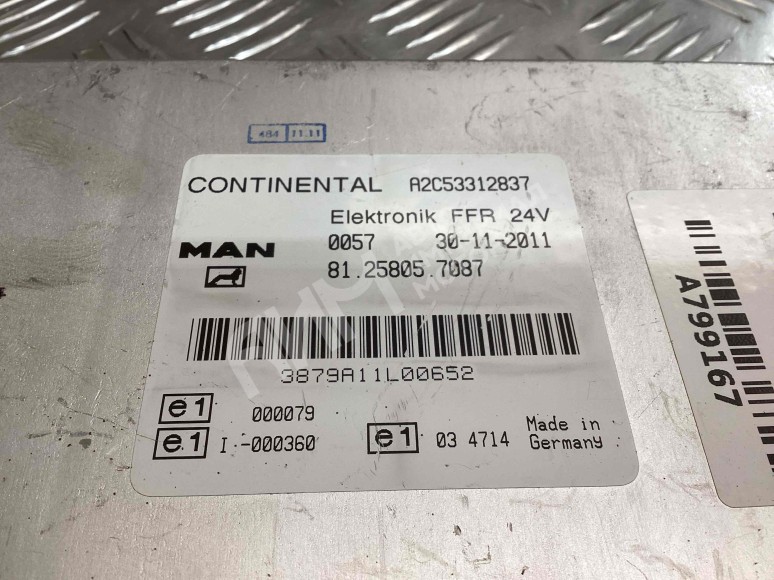 484 11.11
CONTINENTAL A2C53312837
Elektronik FFR 24V
MAN 0057 30-11-2011
81.25805.7087
3879A11L00652
e1 000079
e1 I -000360 e1 03 4714 Made in
Germany
A799167